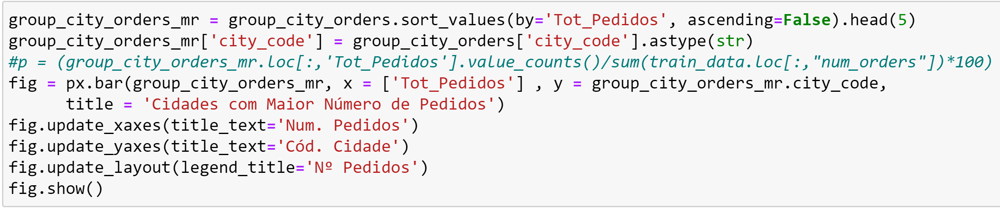 group_city_orders_mr = group_city_orders.sort_values(by='Tot_Pedidos', ascending=False).head(5)
group_city_orders_mr['city_code'] = group_city_orders['city_code'].astype(str)
#p = (group_city_orders_mr.loc[:,'Tot_Pedidos'].value_counts()/sum(train_data.loc[:,"num_orders"])*100)
fig = px.bar(group_city_orders_mr, x = ['Tot_Pedidos'] , y = group_city_orders_mr.city_code,
      title = 'Cidades com Maior Número de Pedidos')
fig.update_xaxes(title_text='Num. Pedidos')
fig.update_yaxes(title_text='Cód. Cidade')
fig.update_layout(legend_title='Nº Pedidos')
fig.show()